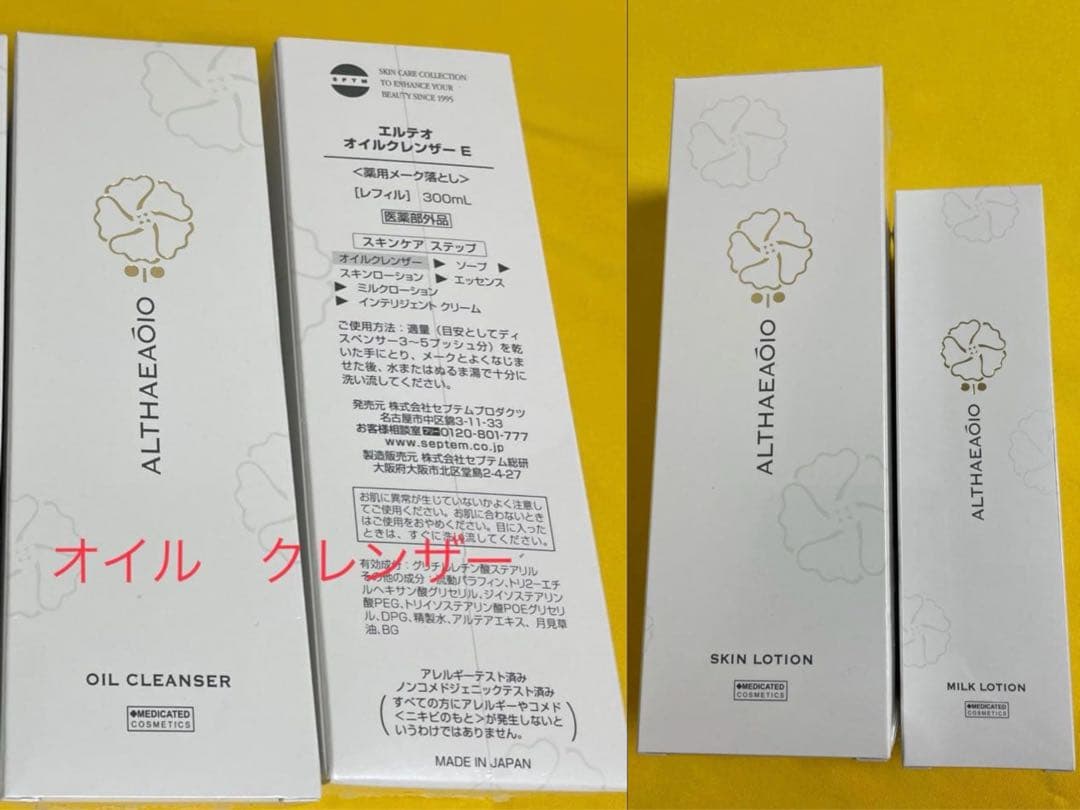 ALTHAEAÓIO
OIL CLEANSER
MEDICATED
COSMETICS
SFTM
SKIN CARE COLLECTION
TO ENHANCE YOUR
BEAUTY SINCE 1995
エルテオ
オイルクレンザー E
<薬用メーク落とし>
[レフィル] 300mL
医薬部外品
スキンケア ステップ
オイルクレンザー ▶ ソープ ▶
スキンローション ▶ エッセンス
▶ ミルクローション
▶ インテリジェント クリーム
ご使用方法:適量(目安としてディ
スペンサー3~5プッシュ分)を乾
いた手にとり、メークとよくなじま
せた後、水またはぬるま湯で十分に
洗い流してください。
発売元 株式会社セプテムプロダクツ
名古屋市中区錦3-11-33
お客様相談室 フリー0120-801-777
www.septem.co.jp
製造販売元 株式会社セプテム総研
大阪府大阪市北区堂島2-4-27
お肌に異常が生じていないかよく注意し
てご使用ください。お肌に合わないとき
はご使用をおやめください。目に入った
ときは、すぐに洗い流してください。
オイル クレンザー
有効成分:グリチルレチン酸ステアリル
その他の成分:流動パラフィン、トリ2-エチ
ルヘキサン酸グリセリル、ジイソステアリン
酸PEG、トリイソステアリン酸POEグリセリ
ル、DPG、精製水、アルテアエキス、月見草
油、BG
アレルギーテスト済み
ノンコメドジェニックテスト済み
(すべての方にアレルギーやコメド
<ニキビのもと>が発生しないと
いうわけではありません。)
MADE IN JAPAN
ALTHAEAÓIO
SKIN LOTION
MEDICATED
COSMETICS
ALTHAEAÓIO
MILK LOTION
MEDICATED
COSMETICS